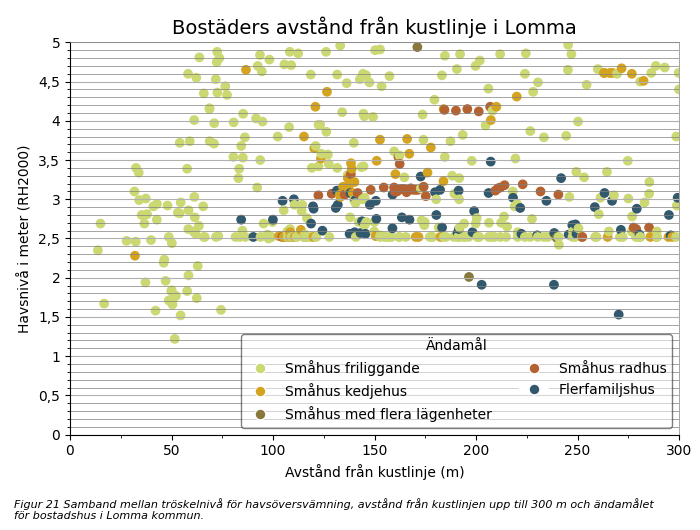 Bostäders avstånd från kustlinje i Lomma
Havsnivå i meter (RH2000)
5
4,5
4
3,5
3
2,5
2
1,5
1
0,5
0
Ändamål
Småhus friliggande
Småhus kedjehus
Småhus med flera lägenheter
Småhus radhus
Flerfamiljshus
0 50 100 150 200 250 300
Avstånd från kustlinje (m)
Figur 21 Samband mellan tröskelnivå för havsöversvämning, avstånd från kustlinjen upp till 300 m och ändamålet
för bostadshus i Lomma kommun.